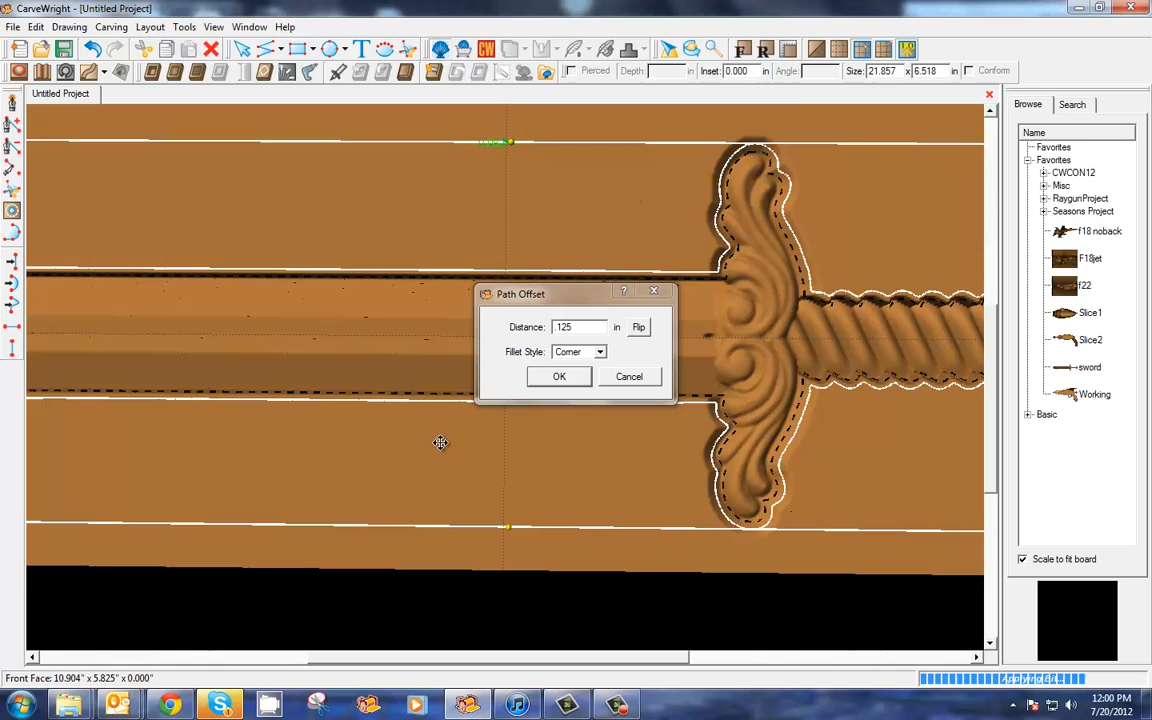 CarveWright - [Untitled Project]
File Edit Drawing Carving Layout Tools View Window Help
Pierced Depth: in Inset: 0.000 in Angle: Size: 21.857 x 6.518 in Conform
Untitled Project
Browse Search
Name
Favorites
Favorites
CWCON12
Misc
RaygunProject
Seasons Project
f18 noback
F18jet
f22
Slice1
Slice2
sword
Working
Basic
Path Offset
Distance: .125 in Flip
Fillet Style: Corner
OK Cancel
Scale to fit board
Front Face: 10.904" x 5.825" x 0.000"
Applying Bit...
12:00 PM
7/20/2012